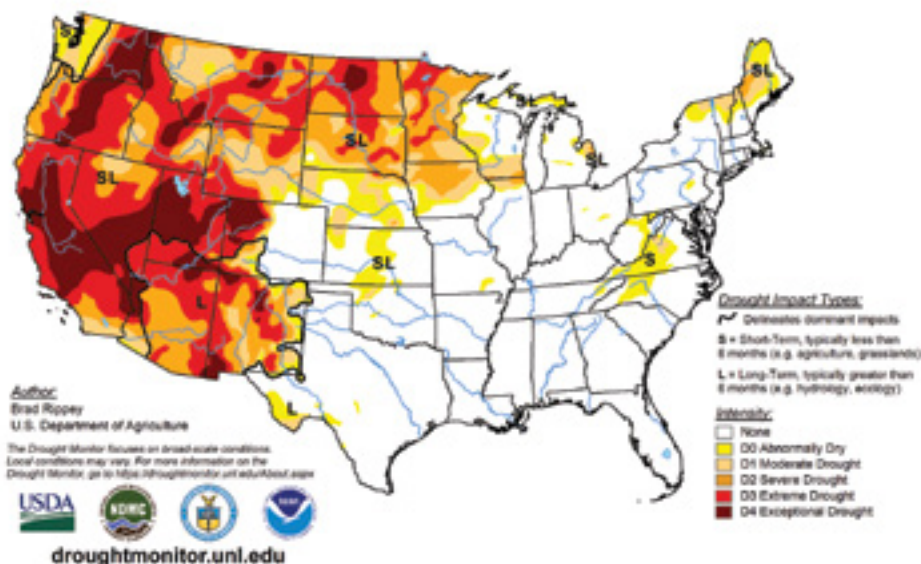 S
SL
SL
SL
SL
SL
SL
S
L
L
Drought Impact Types:
Delineates dominant impacts
S = Short-Term, typically less than
6 months (e.g. agriculture, grasslands)
L = Long-Term, typically greater than
6 months (e.g. hydrology, ecology)
Intensity:
None
D0 Abnormally Dry
D1 Moderate Drought
D2 Severe Drought
D3 Extreme Drought
D4 Exceptional Drought
Author:
Brad Rippey
U.S. Department of Agriculture
The Drought Monitor focuses on broad-scale conditions.
Local conditions may vary. For more information on the
Drought Monitor, go to https://droughtmonitor.unl.edu/About.aspx
USDA
NDMC
droughtmonitor.unl.edu